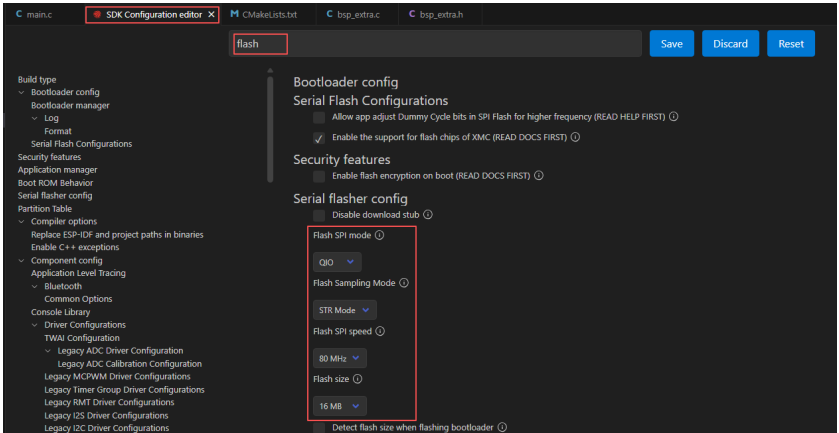 main.c
SDK Configuration editor
CMakeLists.txt
bsp_extra.c
bsp_extra.h
flash
Save
Discard
Reset
Build type
Bootloader config
Bootloader manager
Log
Format
Serial Flash Configurations
Security features
Application manager
Boot ROM Behavior
Serial flasher config
Partition Table
Compiler options
Replace ESP-IDF and project paths in binaries
Enable C++ exceptions
Component config
Application Level Tracing
Bluetooth
Common Options
Console Library
Driver Configurations
TWAI Configuration
Legacy ADC Driver Configuration
Legacy ADC Calibration Configuration
Legacy MCPWM Driver Configurations
Legacy Timer Group Driver Configurations
Legacy RMT Driver Configurations
Legacy I2S Driver Configurations
Legacy I2C Driver Configurations
Bootloader config
Serial Flash Configurations
Allow app adjust Dummy Cycle bits in SPI Flash for higher frequency (READ HELP FIRST)
Enable the support for flash chips of XMC (READ DOCS FIRST)
Security features
Enable flash encryption on boot (READ DOCS FIRST)
Serial flasher config
Disable download stub
Flash SPI mode
QIO
Flash Sampling Mode
STR Mode
Flash SPI speed
80 MHz
Flash size
16 MB
Detect flash size when flashing bootloader